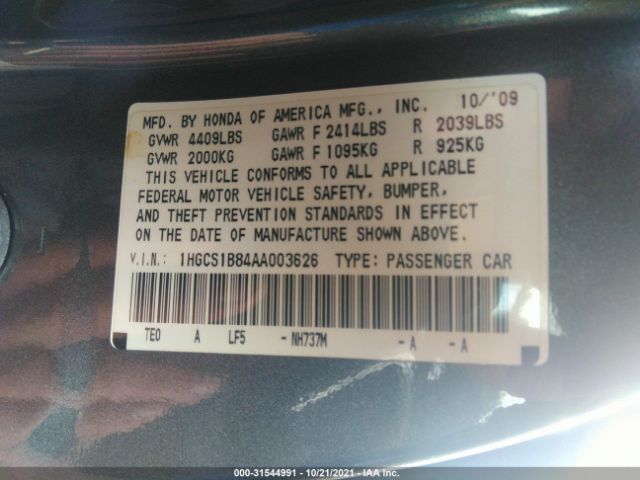 MFD. BY HONDA OF AMERICA MFG., INC. 10/'09
GVWR 4409LBS GAWR F 2414LBS R 2039LBS
GVWR 2000KG GAWR F 1095KG R 925KG
THIS VEHICLE CONFORMS TO ALL APPLICABLE
FEDERAL MOTOR VEHICLE SAFETY, BUMPER,
AND THEFT PREVENTION STANDARDS IN EFFECT
ON THE DATE OF MANUFACTURE SHOWN ABOVE.
V.I.N.: 1HGCS1B84AA003626 TYPE: PASSENGER CAR
TE0 A LF5 - NH737M - A - A
000-31544991 - 10/21/2021 - IAA Inc.